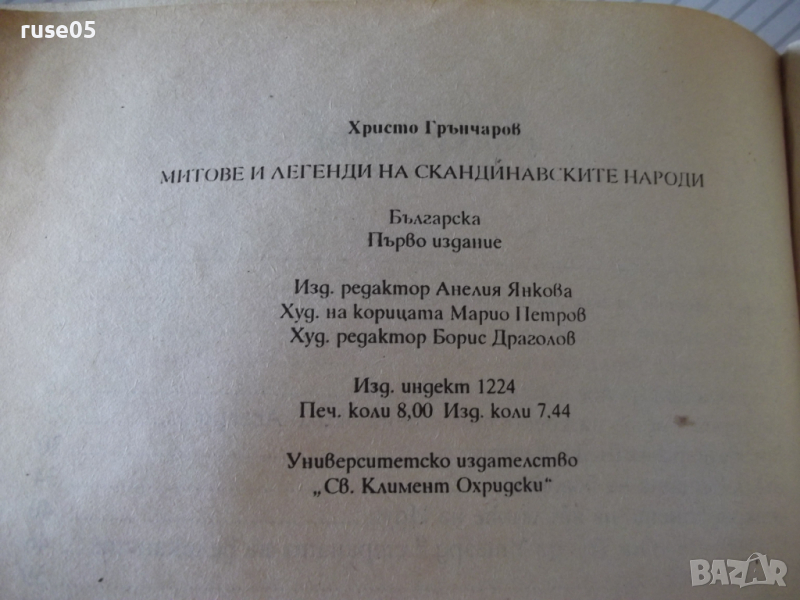 ruse05
Христо Грънчаров
МИТОВЕ И ЛЕГЕНДИ НА СКАНДИНАВСКИТЕ НАРОДИ
Българска
Първо издание
Изд. редактор Анелия Янкова
Худ. на корицата Марио Петров
Худ. редактор Борис Драголов
Изд. индекс 1224
Печ. коли 8,00 Изд. коли 7.44
Университетско издателство
„Св. Климент Охридски“
BAZAR